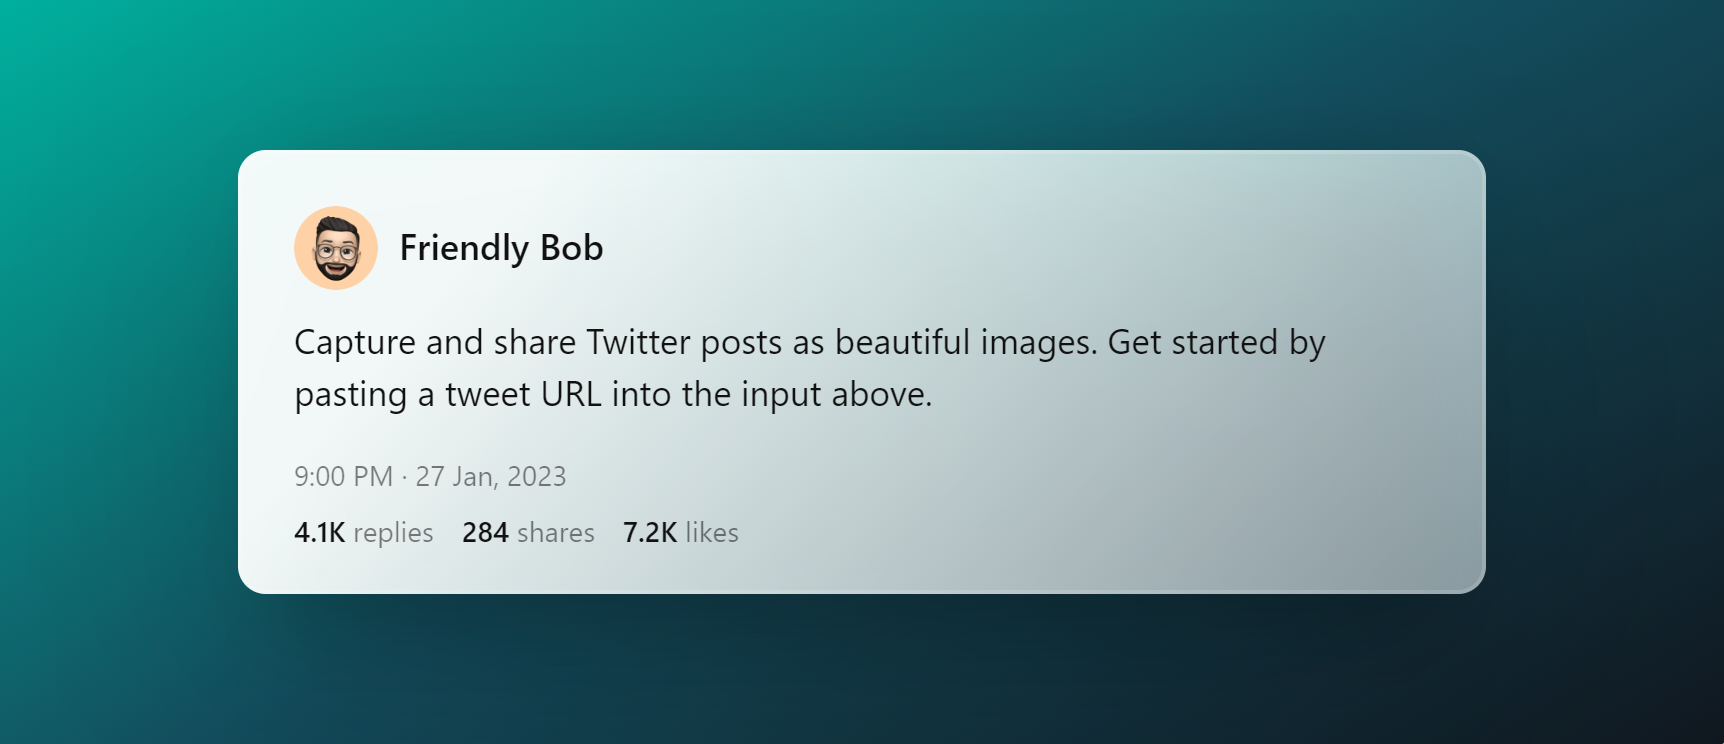 Friendly Bob
Capture and share Twitter posts as beautiful images. Get started by
pasting a tweet URL into the input above.
9:00 PM · 27 Jan, 2023
4.1K replies 284 shares 7.2K likes